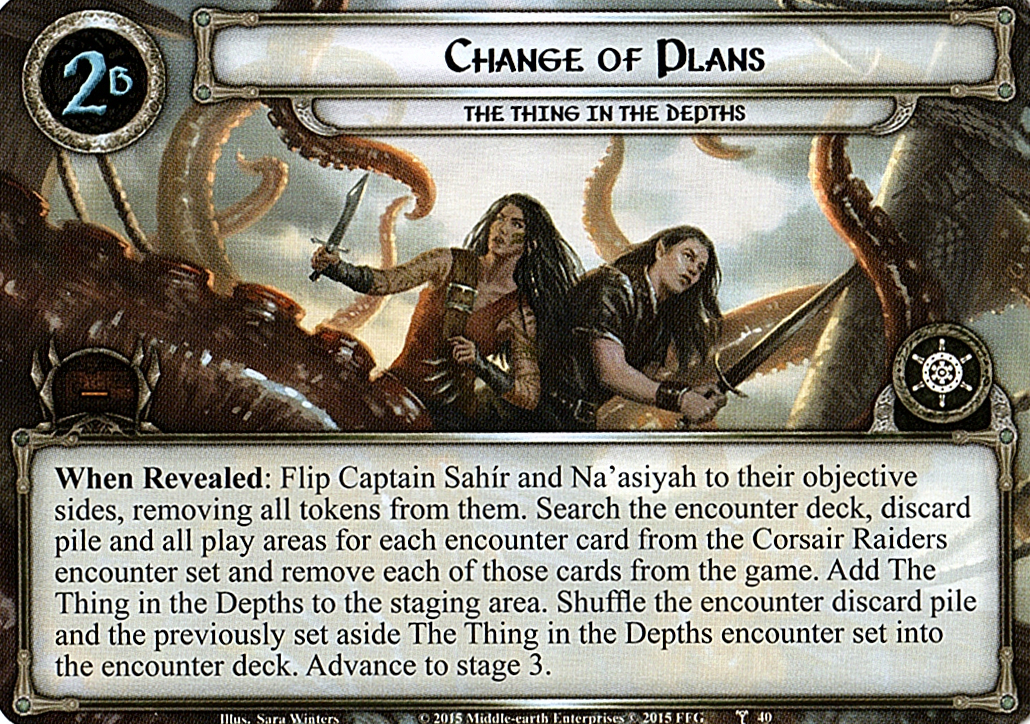 2B
Change of Plans
The Thing in the Depths
–
When Revealed: Flip Captain Sahír and Na'asiyah to their objective
sides, removing all tokens from them. Search the encounter deck, discard
pile and all play areas for each encounter card from the Corsair Raiders
encounter set and remove each of those cards from the game. Add The
Thing in the Depths to the staging area. Shuffle the encounter discard pile
and the previously set aside The Thing in the Depths encounter set into
the encounter deck. Advance to stage 3.
Illus. Sara Winters © 2015 Middle-earth Enterprises © 2015 FFG 40